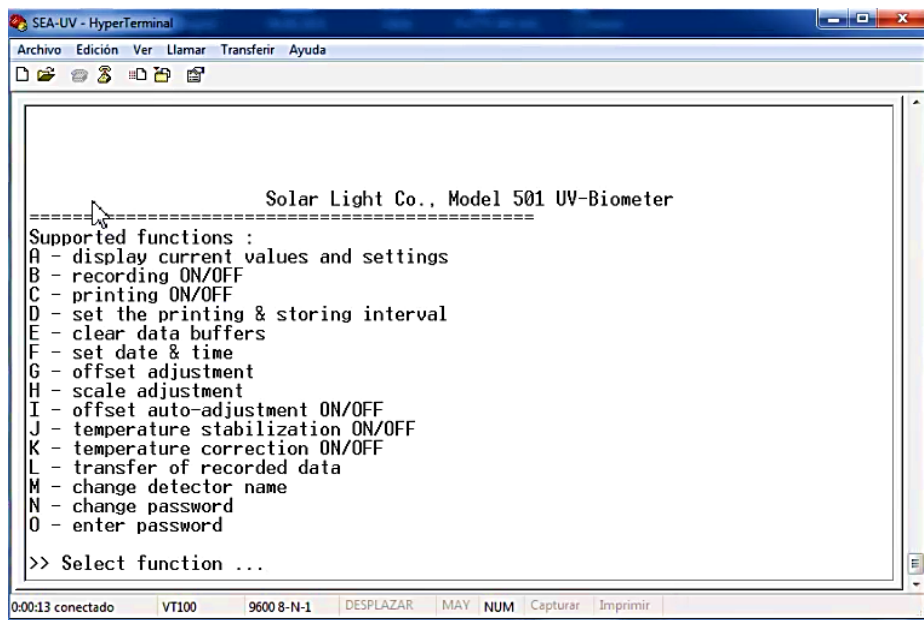 SEA-UV - HyperTerminal
Archivo Edición Ver Llamar Transferir Ayuda
Solar Light Co., Model 501 UV-Biometer
==================================================
Supported functions :
A - display current values and settings
B - recording ON/OFF
C - printing ON/OFF
D - set the printing & storing interval
E - clear data buffers
F - set date & time
G - offset adjustment
H - scale adjustment
I - offset auto-adjustment ON/OFF
J - temperature stabilization ON/OFF
K - temperature correction ON/OFF
L - transfer of recorded data
M - change detector name
N - change password
O - enter password
>> Select function ...
0:00:13 conectado VT100 9600 8-N-1 DESPLAZAR MAY NUM Capturar Imprimir